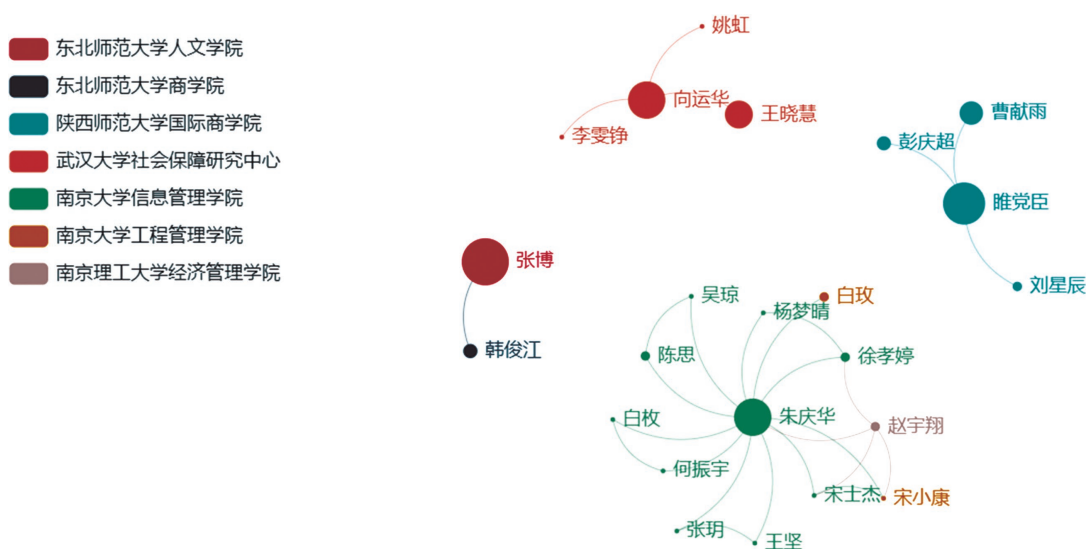 东北师范大学人文学院
东北师范大学商学院
陕西师范大学国际商学院
武汉大学社会保障研究中心
南京大学信息管理学院
南京大学工程管理学院
南京理工大学经济管理学院
姚虹
向运华
王晓慧
李雯铮
曹献雨
彭庆超
睢党臣
刘星辰
张博
韩俊江
吴琼
杨梦晴
白玫
陈思
徐孝婷
白枚
朱庆华
赵宇翔
何振宇
宋士杰
宋小康
张玥
王坚